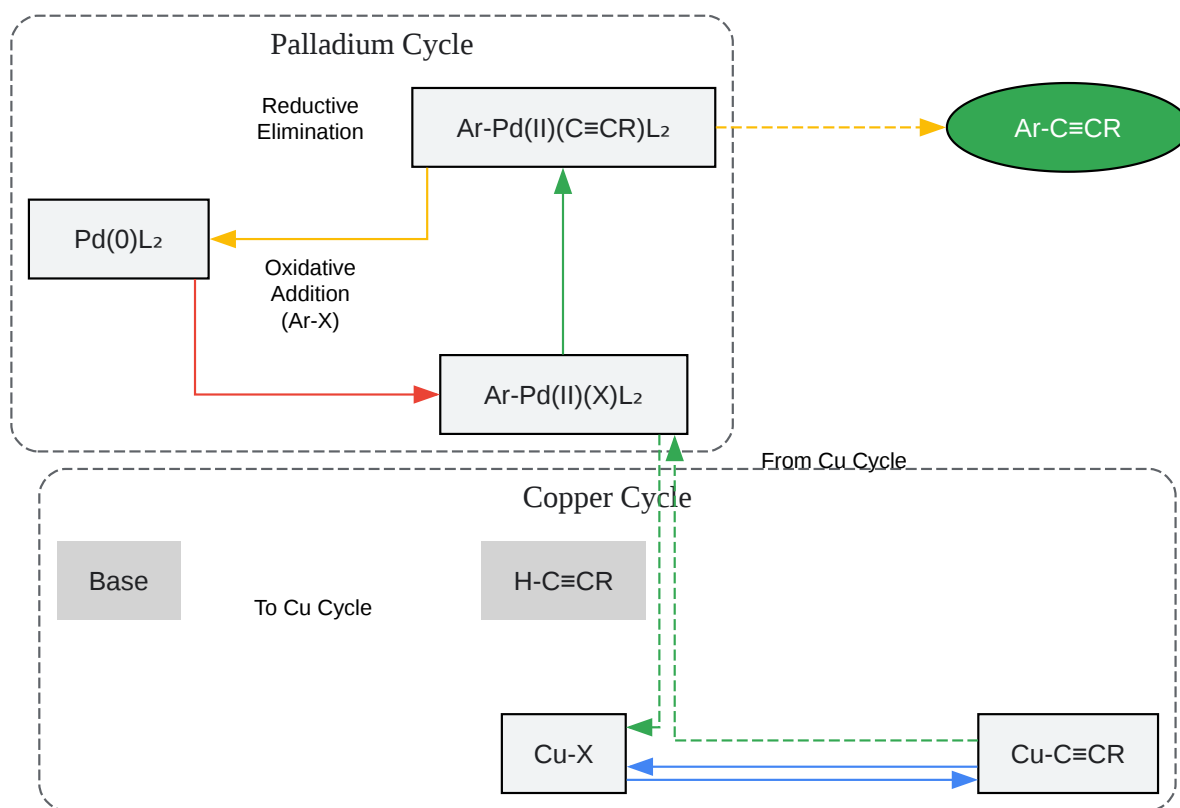 Palladium Cycle
Reductive
Elimination
Ar-Pd(II)(C≡CR)L₂
Ar-C≡CR
Pd(0)L₂
Oxidative
Addition
(Ar-X)
Ar-Pd(II)(X)L₂
From Cu Cycle
Copper Cycle
Base
H-C≡CR
To Cu Cycle
Cu-X
Cu-C≡CR